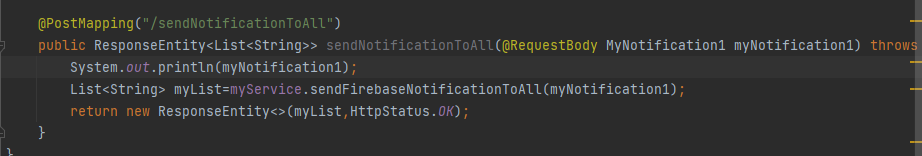 @PostMapping("/sendNotificationToAll")
public ResponseEntity<List<String>> sendNotificationToAll(@RequestBody MyNotification1 myNotification1) throws
System.out.println(myNotification1);
List<String> myList=myService.sendFirebaseNotificationToAll(myNotification1);
return new ResponseEntity<>(myList,HttpStatus.OK);
}
}